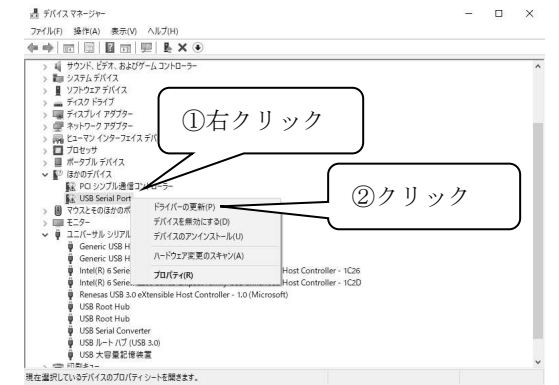 デバイス マネージャー
ファイル(F) 操作(A) 表示(V) ヘルプ(H)
サウンド、ビデオ、およびゲーム コントローラー
システム デバイス
ソフトウェア デバイス
ディスク ドライブ
ディスプレイ アダプター
ネットワーク アダプター
ヒューマン インターフェイス デバ
プロセッサ
ポータブル デバイス
ほかのデバイス
PCI シンプル通信コントローラー
USB Serial Port
マウスとそのほかのポ
モニター
ユニバーサル シリアル
Generic USB H
Generic USB H
Intel(R) 6 Serie
Host Controller - 1C26
Intel(R) 6 Serie
Host Controller - 1C2D
Renesas USB 3.0 eXtensible Host Controller - 1.0 (Microsoft)
USB Root Hub
USB Root Hub
USB Serial Converter
USB ルート ハブ (USB 3.0)
USB 大容量記憶装置
印刷キュー
①右クリック
②クリック
ドライバーの更新(P)
デバイスを無効にする(D)
デバイスのアンインストール(U)
ハードウェア変更のスキャン(A)
プロパティ(R)
現在選択しているデバイスのプロパティ シートを開きます。